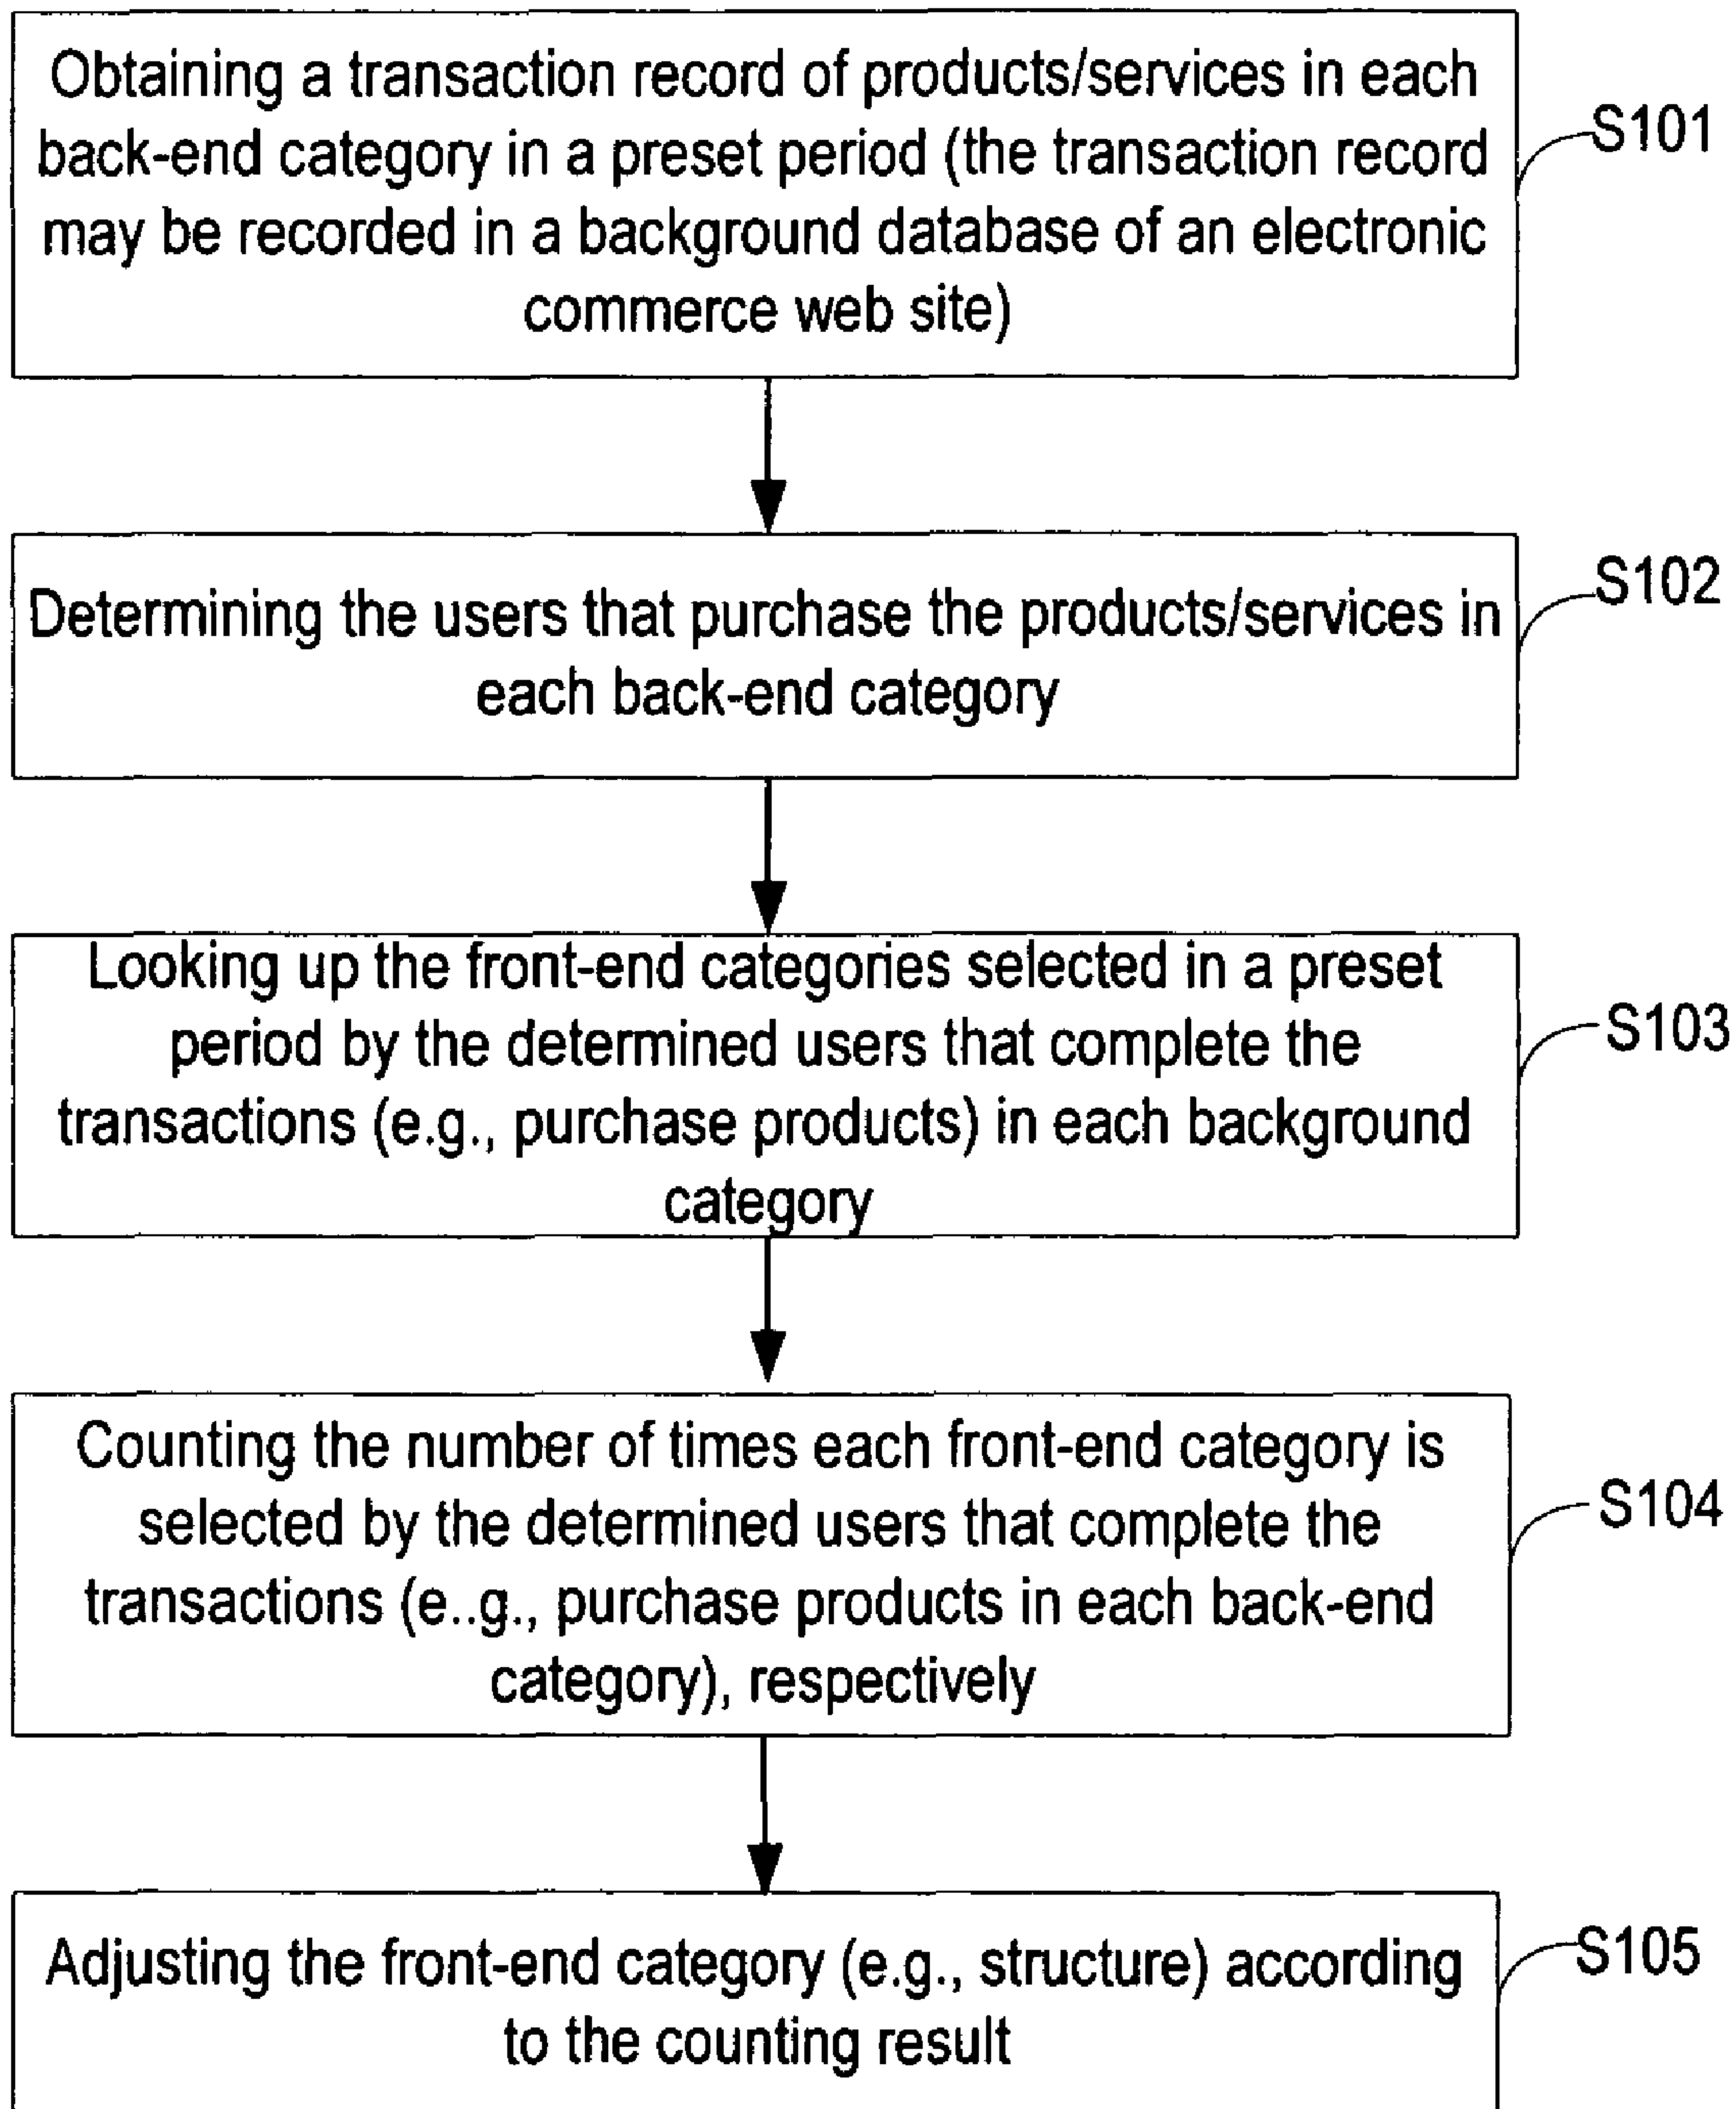 Obtaining a transaction record of products/services in each
back-end category in a preset period (the transaction record
may be recorded in a background database of an electronic
commerce web site)
S101
Determining the users that purchase the products/services in
each back-end category
S102
Looking up the front-end categories selected in a preset
period by the determined users that complete the
transactions (e.g., purchase products) in each background
category
S103
Counting the number of times each front-end category is
selected by the determined users that complete the
transactions (e..g., purchase products in each back-end
category), respectively
S104
Adjusting the front-end category (e.g., structure) according
to the counting result
S105